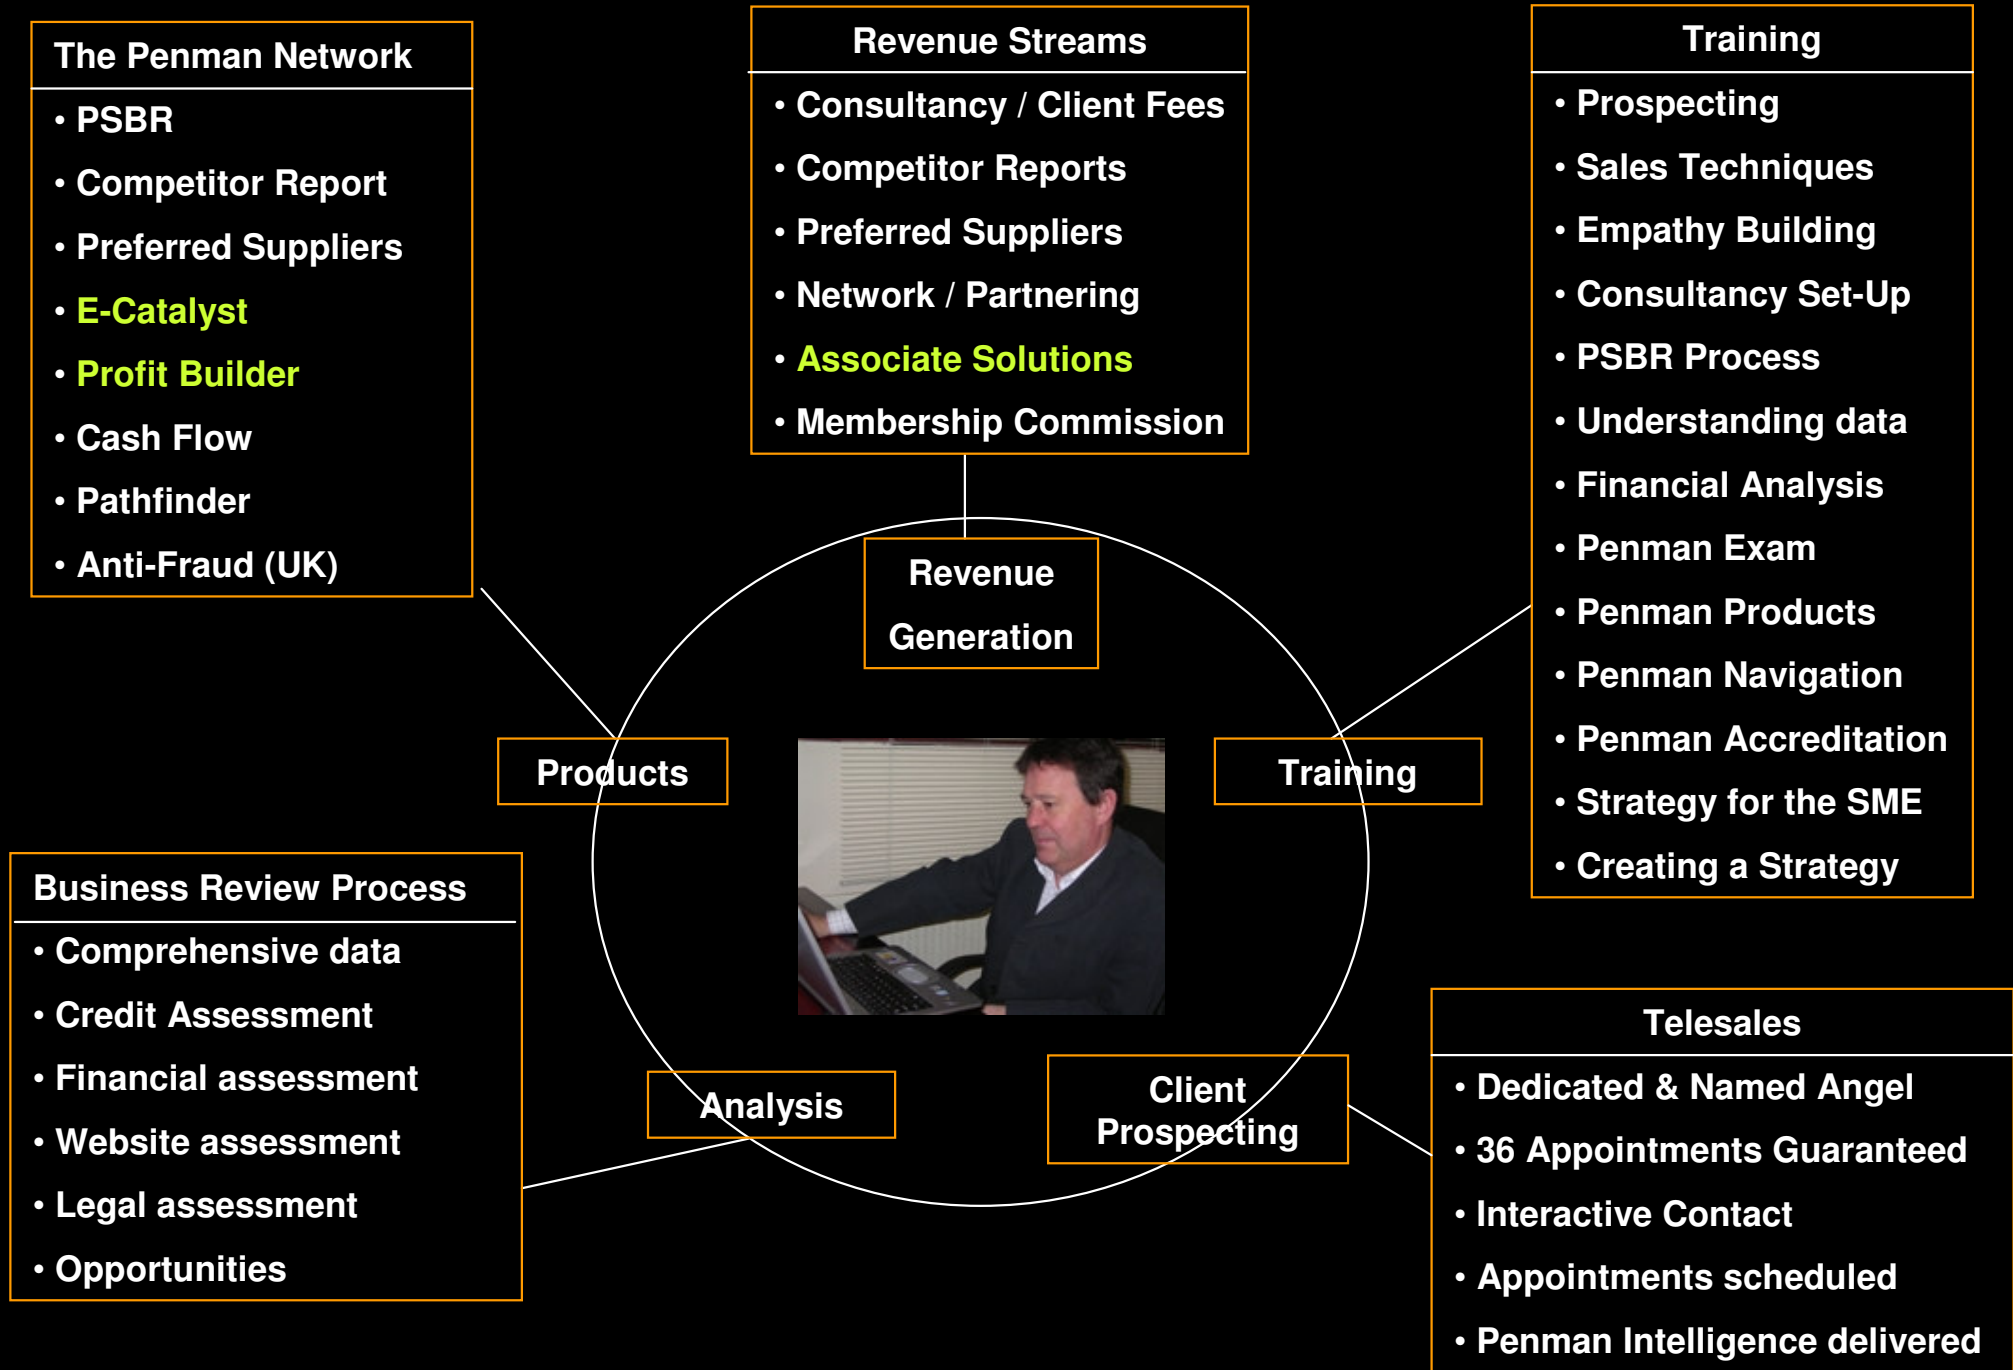 The Penman Network
• PSBR
• Competitor Report
• Preferred Suppliers
• E-Catalyst
• Profit Builder
• Cash Flow
• Pathfinder
• Anti-Fraud (UK)
Revenue Streams
• Consultancy / Client Fees
• Competitor Reports
• Preferred Suppliers
• Network / Partnering
• Associate Solutions
• Membership Commission
Training
• Prospecting
• Sales Techniques
• Empathy Building
• Consultancy Set-Up
• PSBR Process
• Understanding data
• Financial Analysis
• Penman Exam
• Penman Products
• Penman Navigation
• Penman Accreditation
• Strategy for the SME
• Creating a Strategy
Revenue
Generation
Products
Training
Analysis
Client
Prospecting
Business Review Process
• Comprehensive data
• Credit Assessment
• Financial assessment
• Website assessment
• Legal assessment
• Opportunities
Telesales
• Dedicated & Named Angel
• 36 Appointments Guaranteed
• Interactive Contact
• Appointments scheduled
• Penman Intelligence delivered